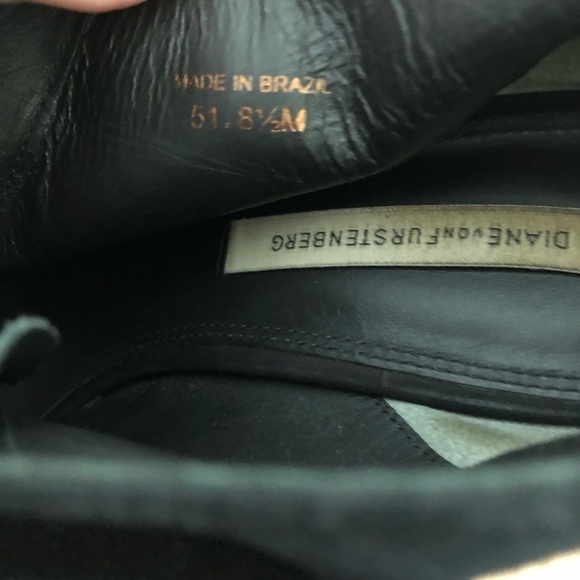 MADE IN BRAZIL
51.8½M
DIANE VON FURSTENBERG